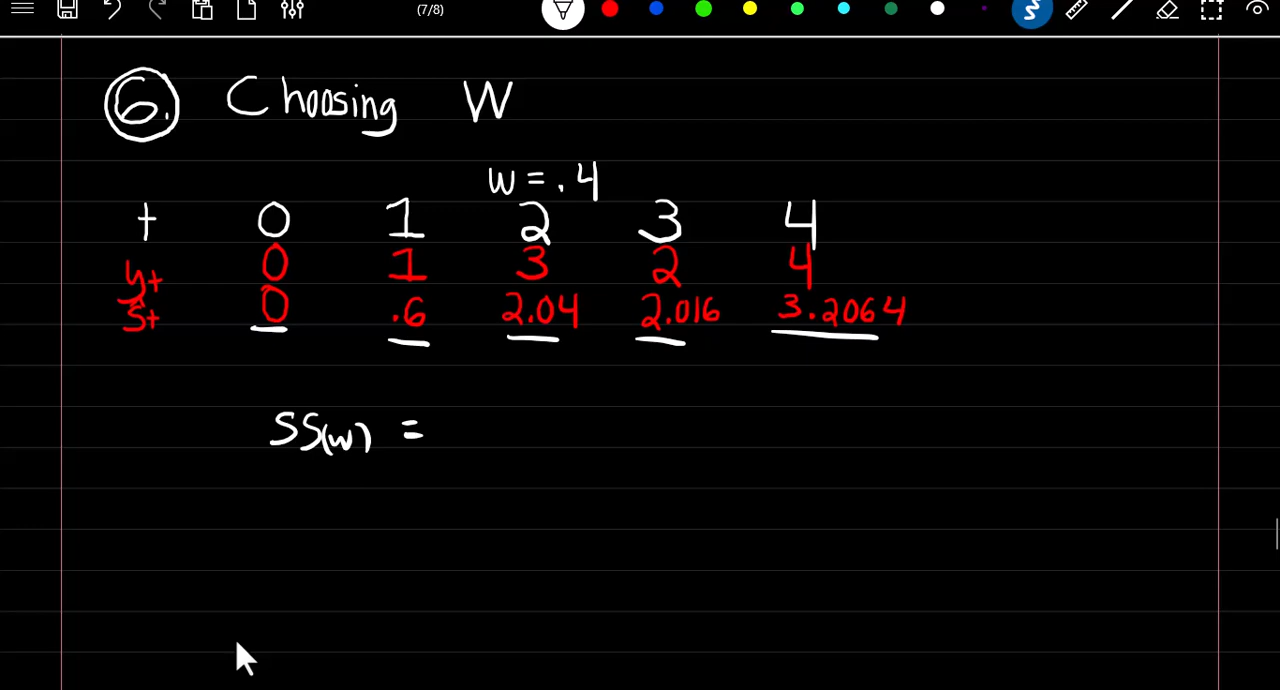 (7/8)
6. Choosing W
W = .4
t 0 1 2 3 4
yt 0 1 3 2 4
St 0 .6 2.04 2.016 3.2064
SS(w) =